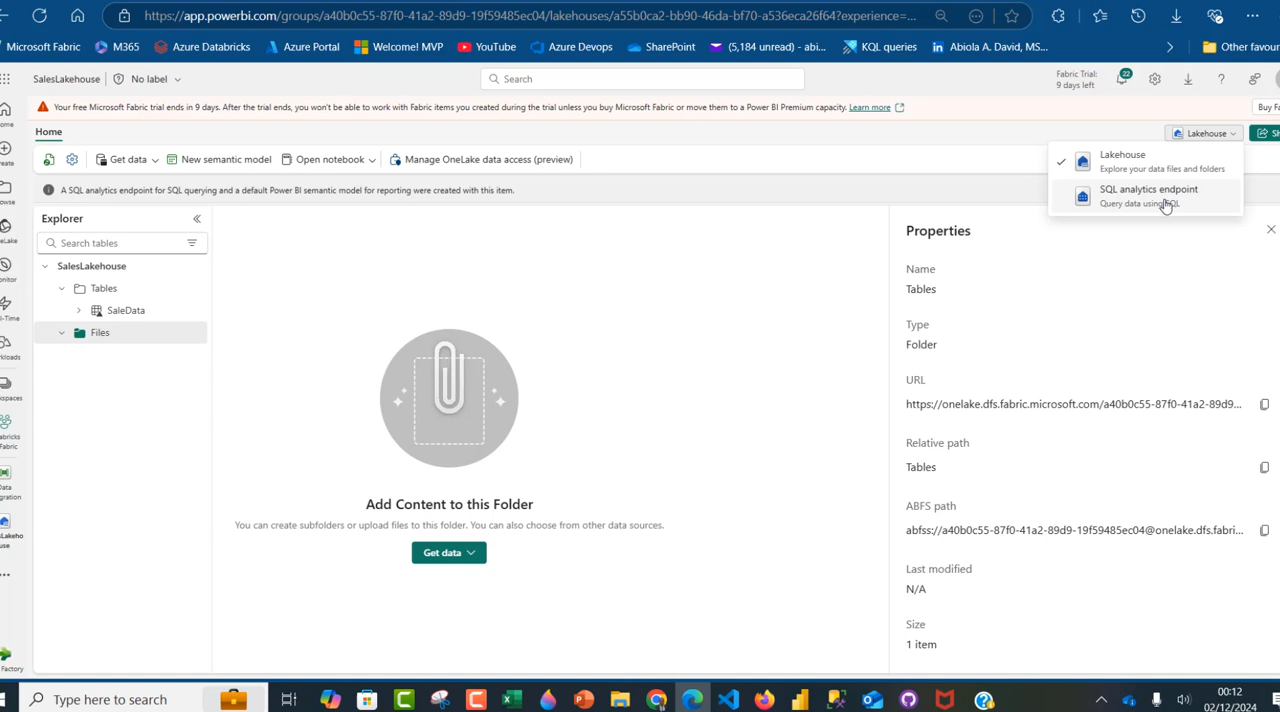 https://app.powerbi.com/groups/a40b0c55-87f0-41a2-89d9-19f59485ec04/lakehouses/a55b0ca2-bb90-46da-bf70-a536eca26f64?experience=...
Microsoft Fabric
M365
Azure Databricks
Azure Portal
Welcome! MVP
YouTube
Azure Devops
SharePoint
(5,184 unread) - abi...
KQL queries
Abiola A. David, MS...
Other favour
SalesLakehouse
No label
Search
Fabric Trial:
9 days left
22
Your free Microsoft Fabric trial ends in 9 days. After the trial ends, you won't be able to work with Fabric items you created during the trial unless you buy Microsoft Fabric or move them to a Power BI Premium capacity. Learn more
Buy Fa
Home
Lakehouse
Sh
Get data
New semantic model
Open notebook
Manage OneLake data access (preview)
Lakehouse
Explore your data files and folders
SQL analytics endpoint
Query data using SQL
A SQL analytics endpoint for SQL querying and a default Power BI semantic model for reporting were created with this item.
Explorer
Search tables
SalesLakehouse
Tables
SaleData
Files
Add Content to this Folder
You can create subfolders or upload files to this folder. You can also choose from other data sources.
Get data
Properties
Name
Tables
Type
Folder
URL
https://onelake.dfs.fabric.microsoft.com/a40b0c55-87f0-41a2-89d9...
Relative path
Tables
ABFS path
abfss://a40b0c55-87f0-41a2-89d9-19f59485ec04@onelake.dfs.fabri...
Last modified
N/A
Size
1 item
Type here to search
00:12
02/12/2024